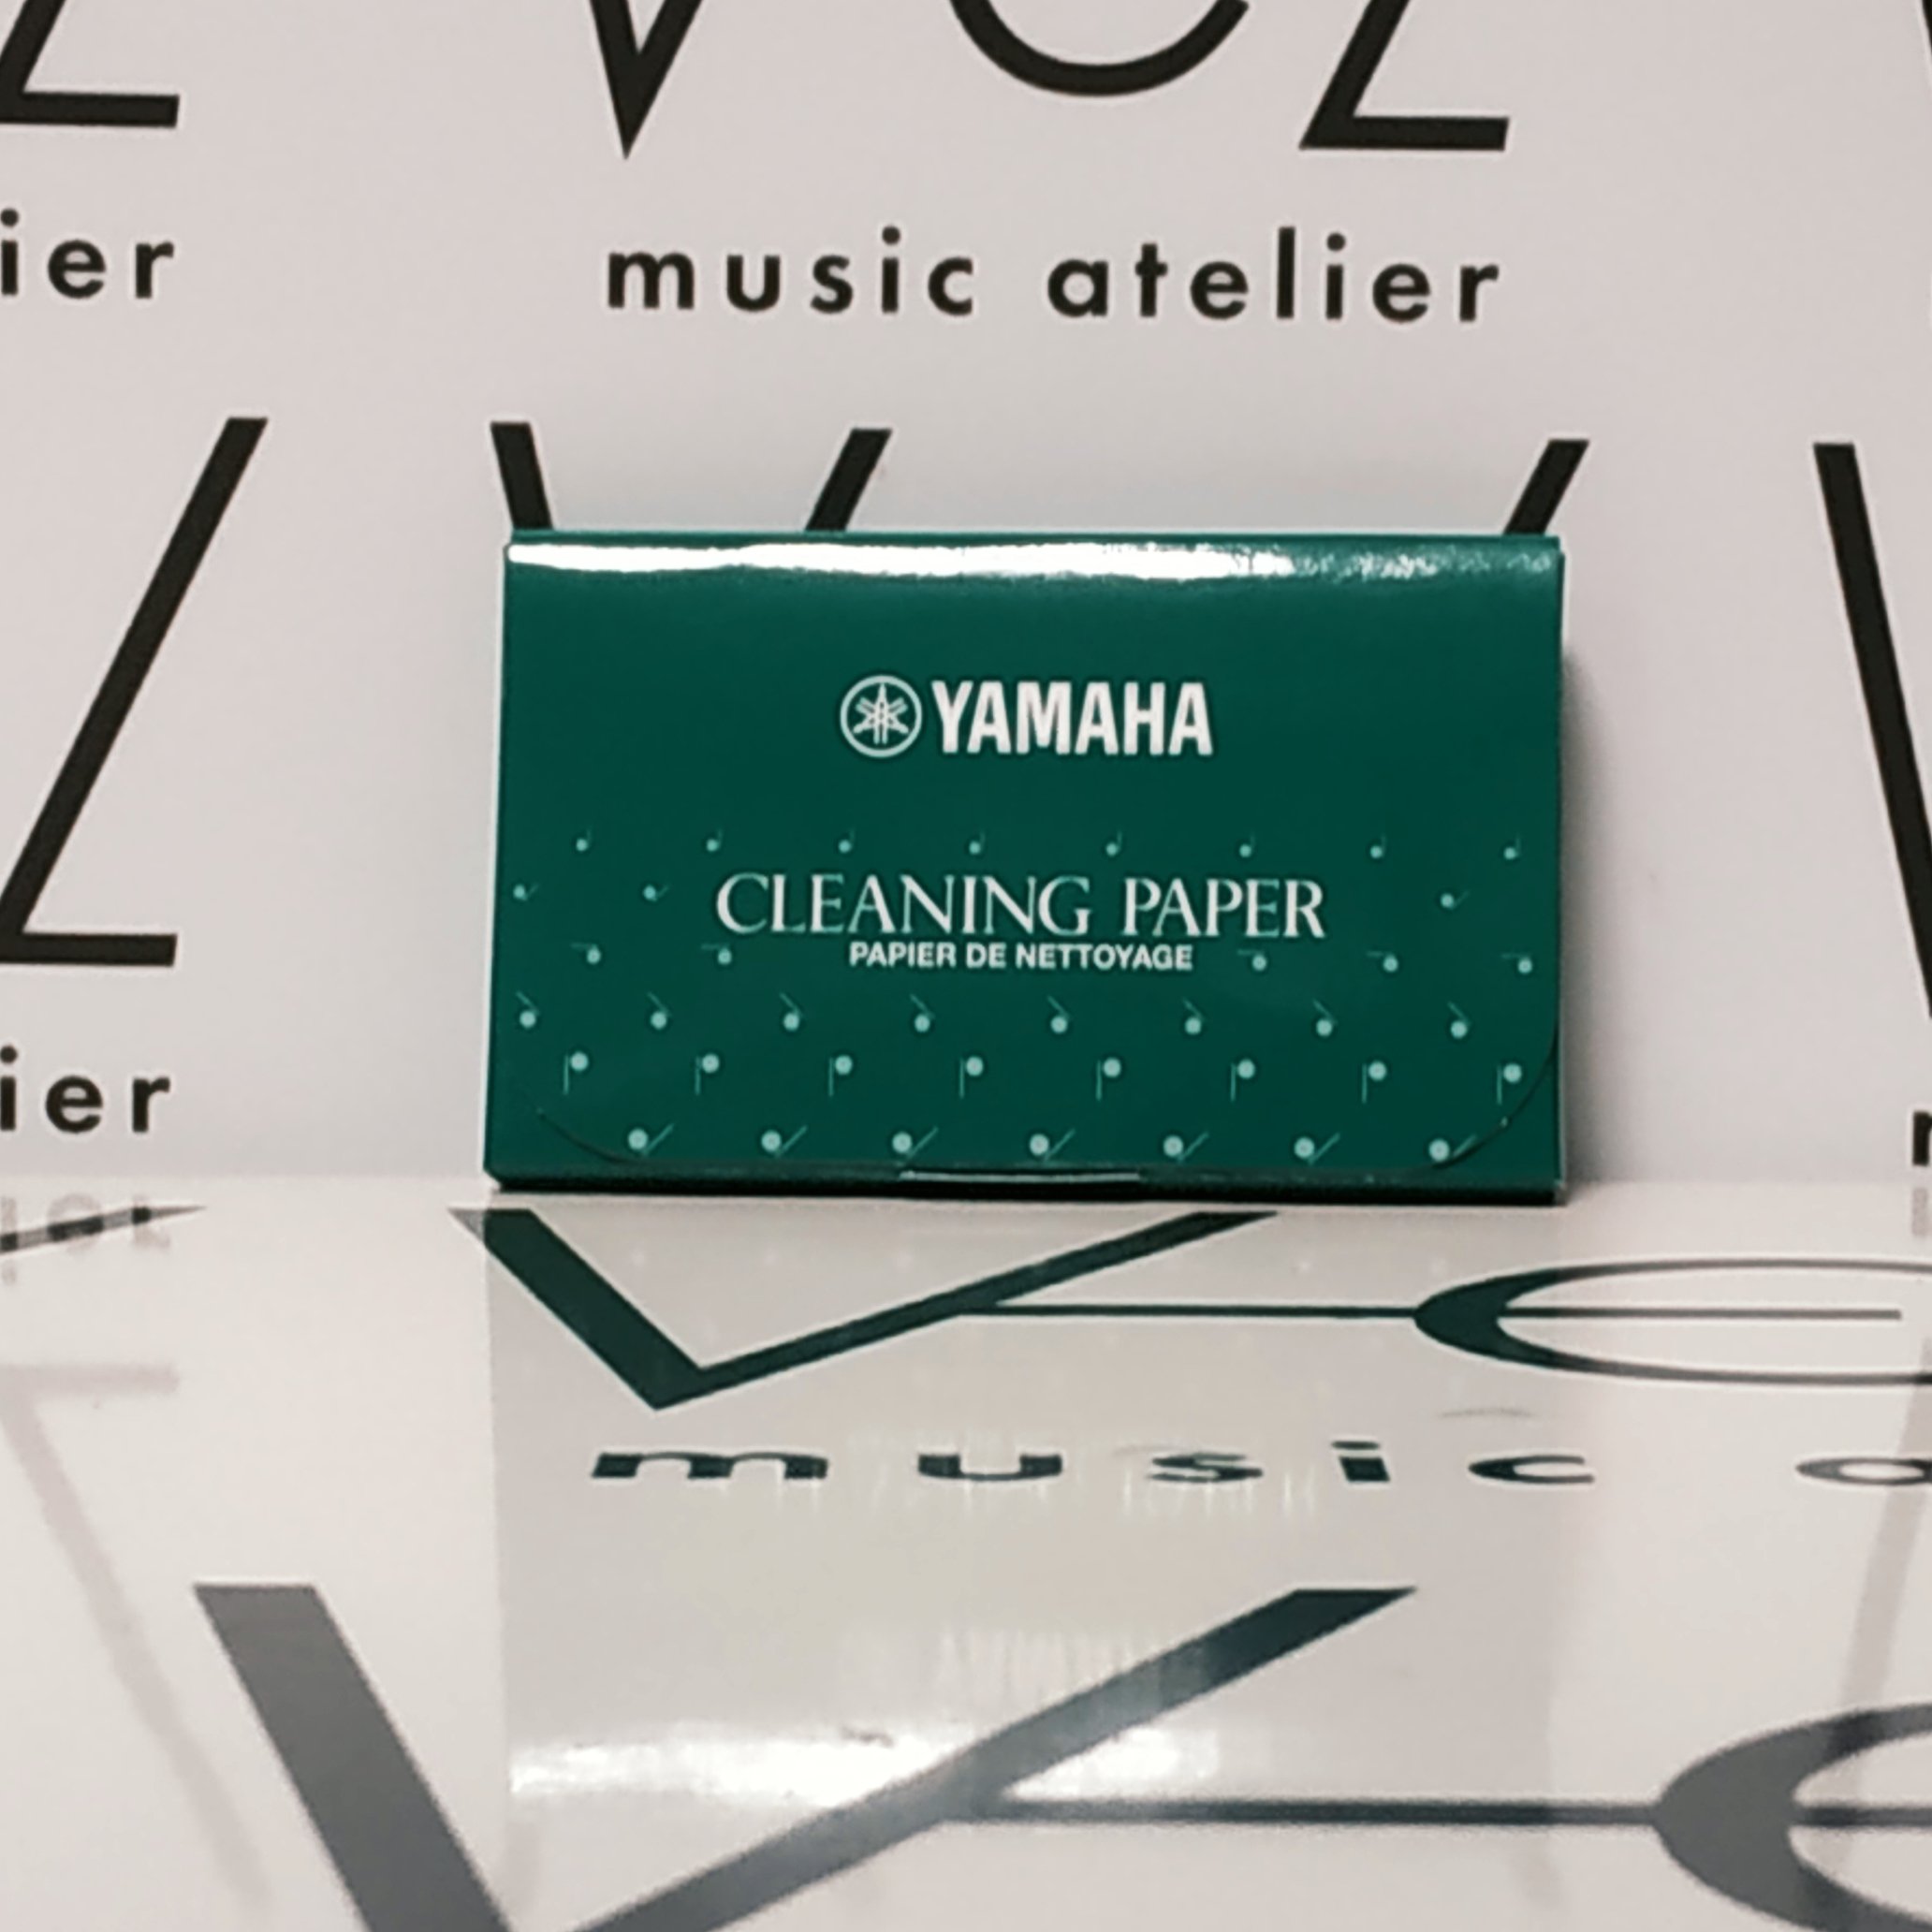 music atelier
ier
YAMAHA
CLEANING PAPER
PAPIER DE NETTOYAGE
ier
music